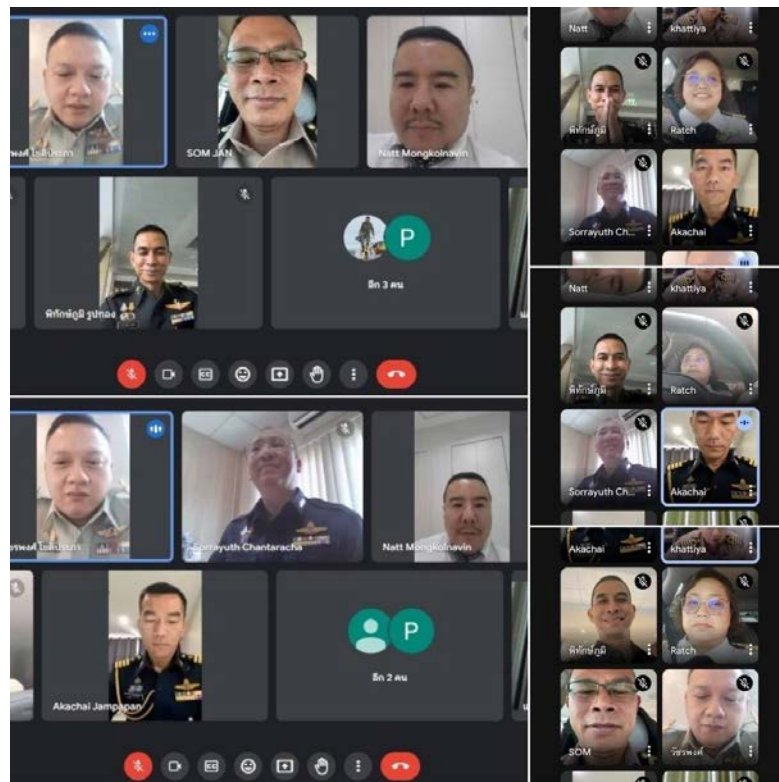 SOM JAN
Natt Mongkolnavin
พิทักษ์ภูมิ รูปทอง
P
อีก 3 คน
Sorrayuth Chantaracha
Natt Mongkolnavin
Akachai Jampapan
P
อีก 2 คน
Natt
khattiya
พิทักษ์ภูมิ
Ratch
Sorrayuth Ch...
Akachai
Natt
khattiya
พิทักษ์ภูมิ
Ratch
Sorrayuth Ch...
Akachai
Akachai
khattiya
พิทักษ์ภูมิ
Ratch
SOM
วัชรพงศ์